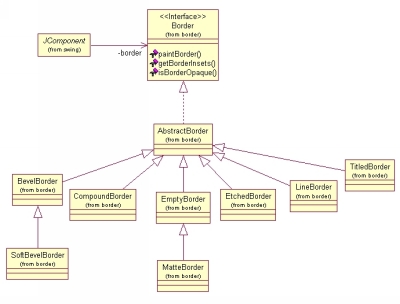 <<Interface>>
Border
(from border)
paintBorder()
getBorderInsets()
isBorderOpaque()
JComponent
(from swing)
-border
AbstractBorder
(from border)
TitledBorder
(from border)
BevelBorder
(from border)
CompoundBorder
(from border)
EmptyBorder
(from border)
EtchedBorder
(from border)
LineBorder
(from border)
SoftBevelBorder
(from border)
MatteBorder
(from border)